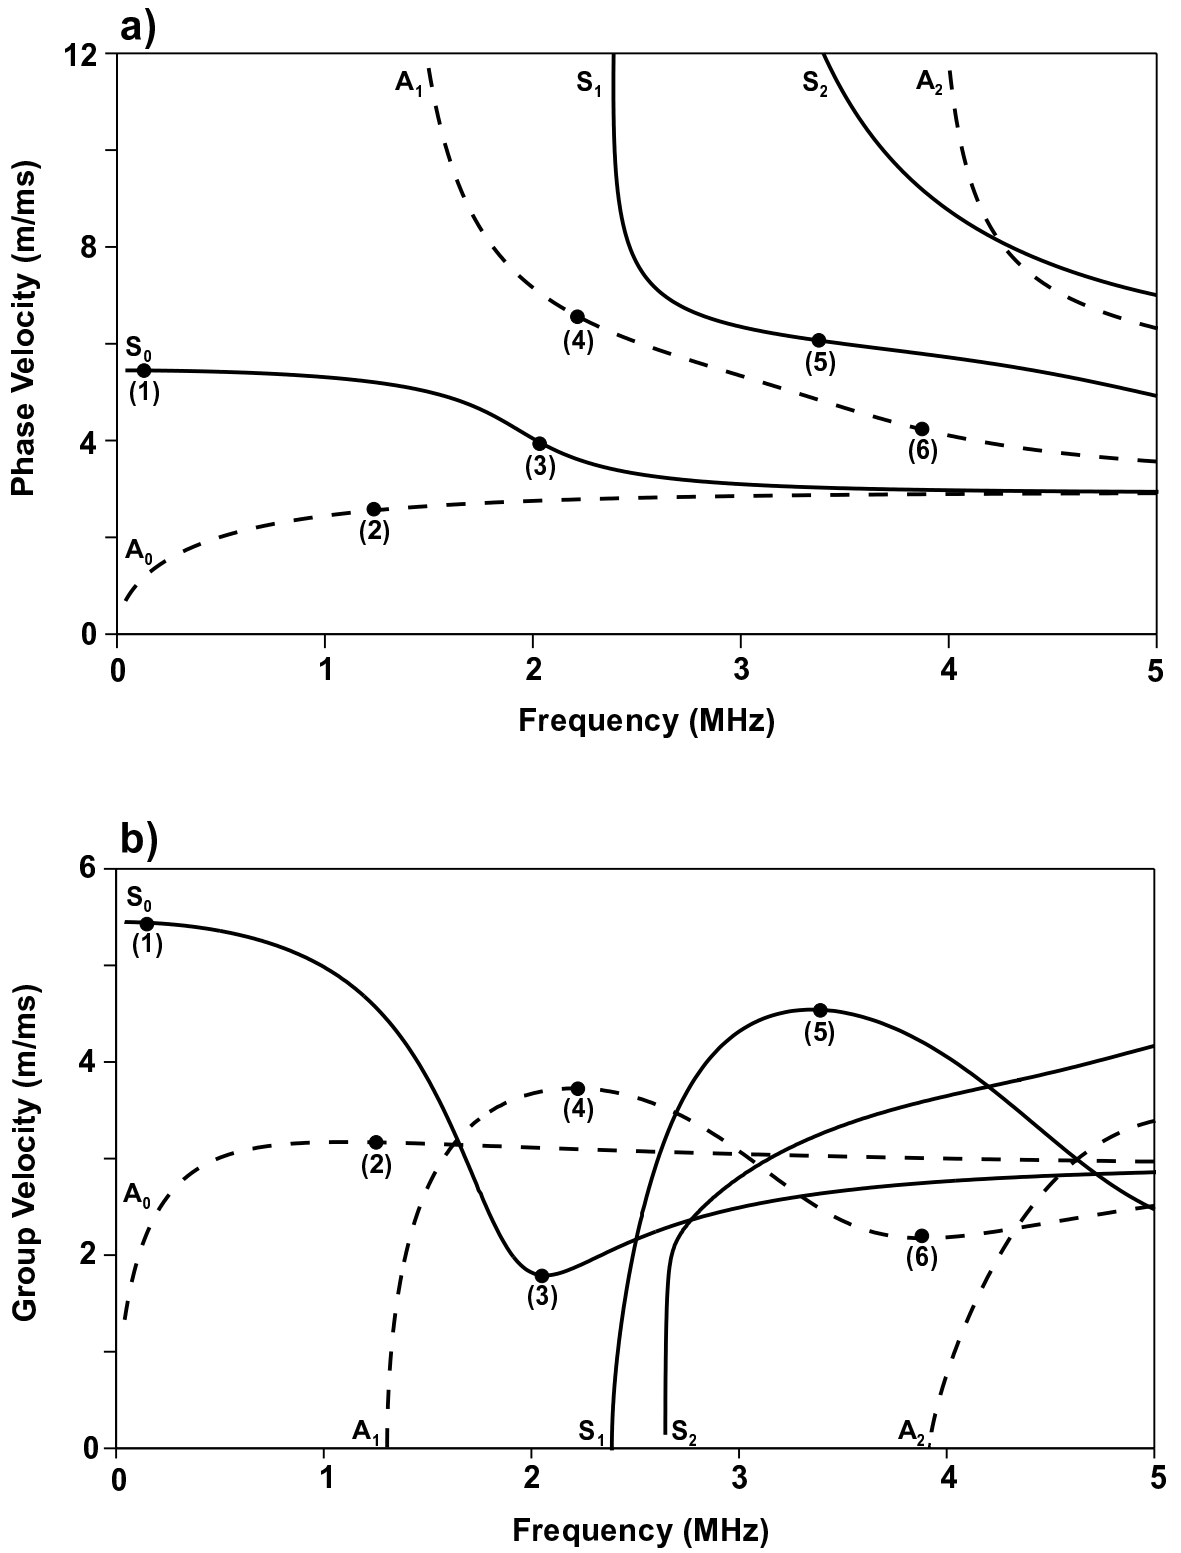 a)
12
A1
S1
S2
A2
8
(4)
(5)
S0
(1)
4
(6)
(3)
(2)
A0
0
0 1 2 3 4 5
Phase Velocity (m/ms)
Frequency (MHz)
b)
6
S0
(1)
(5)
4
(4)
(2)
A0
2
(6)
(3)
A1
S1
S2
A2
0
0 1 2 3 4 5
Group Velocity (m/ms)
Frequency (MHz)